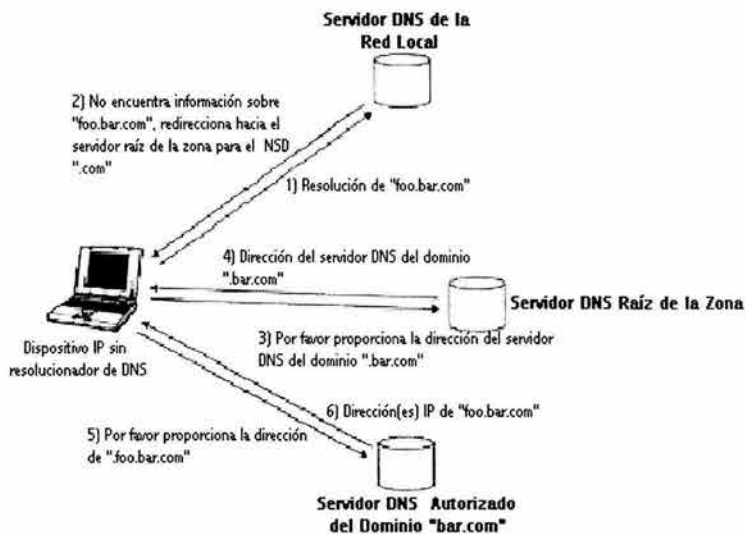 Servidor DNS de la
Red Local
2) No encuentra información sobre
"foo.bar.com", redirecciona hacia el
servidor raíz de la zona para el NSD
".com"
1) Resolución de "foo.bar.com"
4) Dirección del servidor DNS del dominio
".bar.com"
Servidor DNS Raíz de la Zona
3) Por favor proporciona la dirección del servidor
DNS del dominio ".bar.com"
Dispositivo IP sin
resolucionador de DNS
6) Dirección(es) IP de "foo.bar.com"
5) Por favor proporciona la dirección
de ".foo.bar.com"
Servidor DNS Autorizado
del Dominio "bar.com"